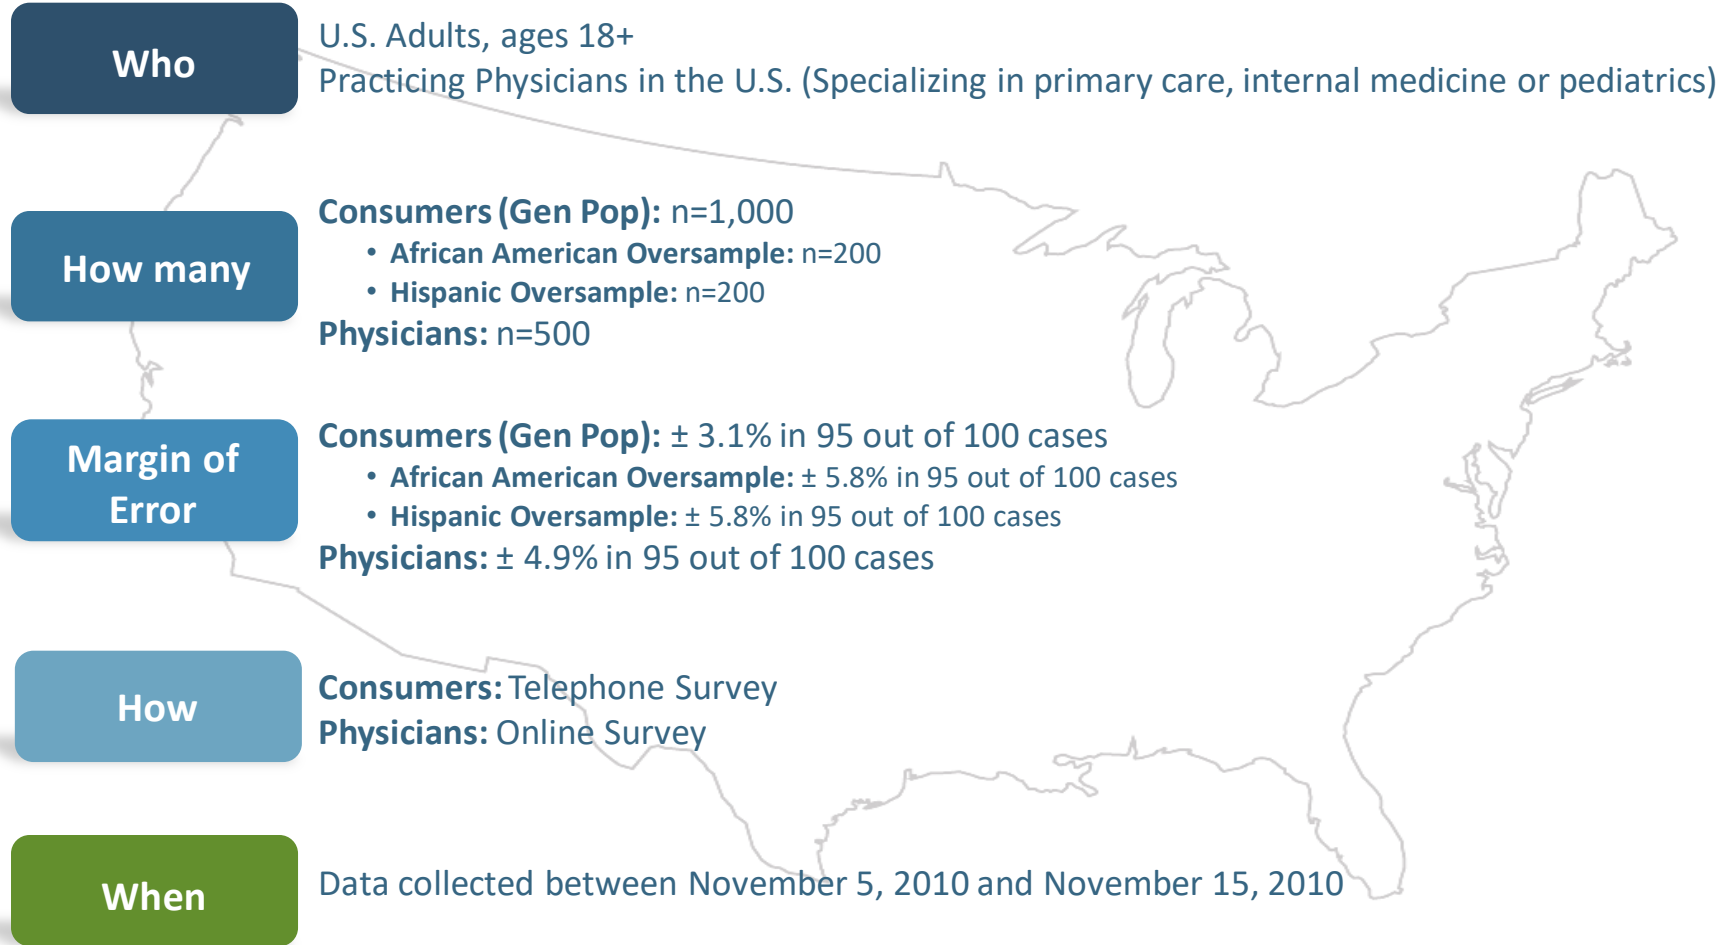 Who
U.S. Adults, ages 18+
Practicing Physicians in the U.S. (Specializing in primary care, internal medicine or pediatrics)
How many
Consumers (Gen Pop): n=1,000
• African American Oversample: n=200
• Hispanic Oversample: n=200
Physicians: n=500
Margin of
Error
Consumers (Gen Pop): ± 3.1% in 95 out of 100 cases
• African American Oversample: ± 5.8% in 95 out of 100 cases
• Hispanic Oversample: ± 5.8% in 95 out of 100 cases
Physicians: ± 4.9% in 95 out of 100 cases
How
Consumers: Telephone Survey
Physicians: Online Survey
When
Data collected between November 5, 2010 and November 15, 2010